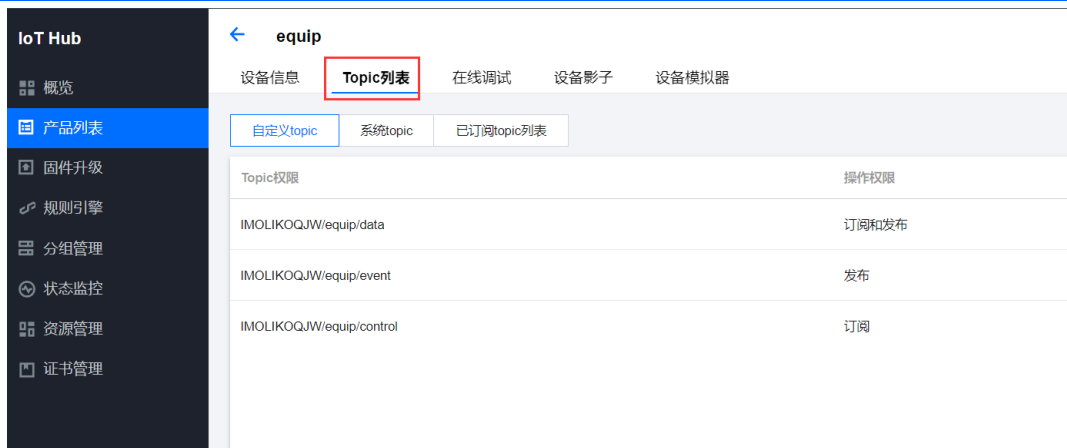 IoT Hub
概览
产品列表
固件升级
规则引擎
分组管理
状态监控
资源管理
证书管理
equip
设备信息 Topic列表 在线调试 设备影子 设备模拟器
自定义topic 系统topic 已订阅topic列表
Topic权限 操作权限
IMOLIKOQJW/equip/data 订阅和发布
IMOLIKOQJW/equip/event 发布
IMOLIKOQJW/equip/control 订阅